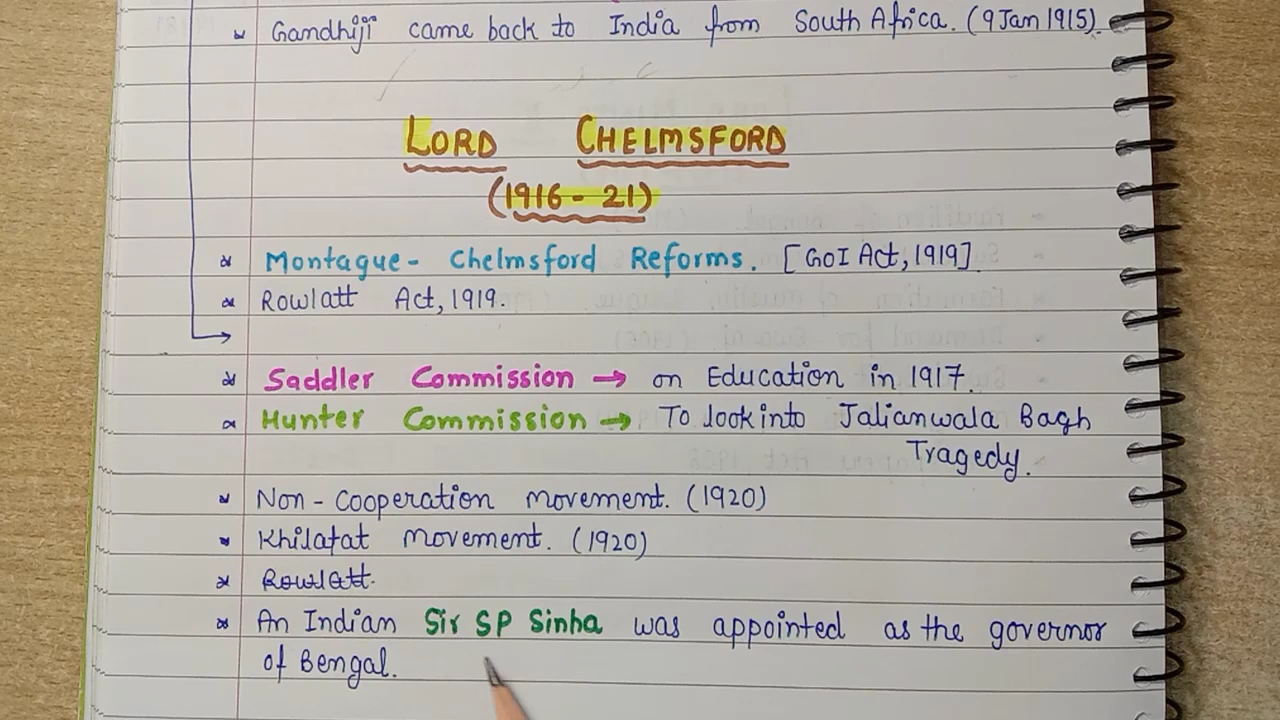 Gandhiji came back to India from South Africa. (9 Jan 1915).
LORD CHELMSFORD
(1916 - 21)
Montague - Chelmsford Reforms. [GoI Act, 1919]
Rowlatt Act, 1919.
Saddler Commission → on Education in 1917.
Hunter Commission → To look into Jalianwala Bagh
Tragedy.
Non - Cooperation movement. (1920)
Khilafat movement. (1920)
Rowlatt.
An Indian Sir SP Sinha was appointed as the governor
of Bengal.